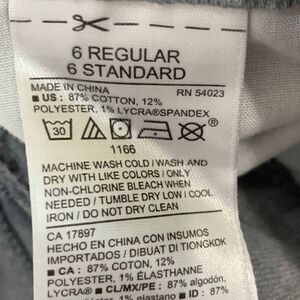 6 REGULAR
6 STANDARD
MADE IN CHINA RN 54023
■ US : 87% COTTON, 12%
POLYESTER, 1% LYCRA®SPANDEX
30 ®
1166
MACHINE WASH COLD / WASH AND
DRY WITH LIKE COLORS / ONLY
NON-CHLORINE BLEACH WHEN
NEEDED / TUMBLE DRY LOW / COOL
IRON / DO NOT DRY CLEAN
CA 17897
HECHO EN CHINA CON INSUMOS
IMPORTADOS / DIBUAT DI TIONGKOK
■ CA : 87% COTTON, 12%
POLYESTER, 1% ÉLASTHANNE
LYCRA® ■ CL/MX/PE: 87% algodón,
1% elastano ■ ID : 87%